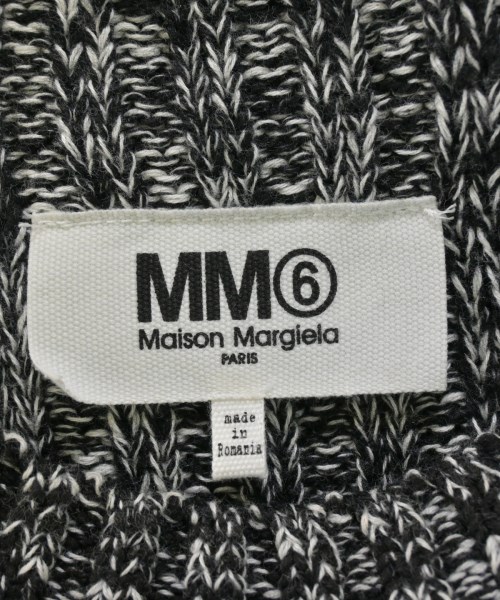 MM⑥
Maison Margiela
PARIS
made
in
Romania